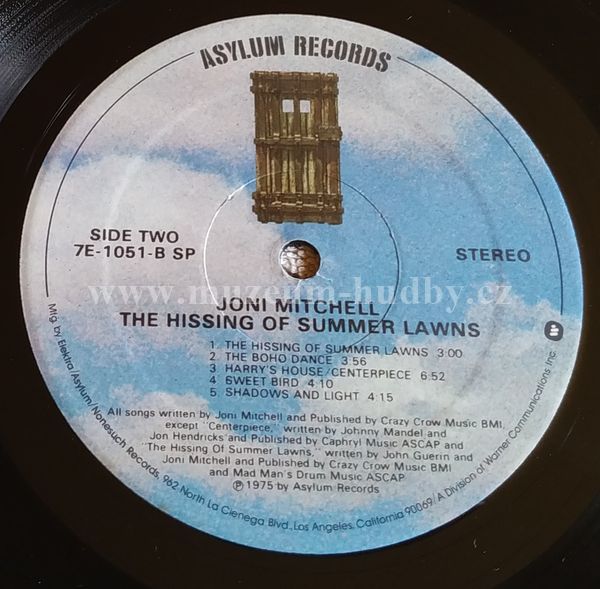 ASYLUM RECORDS
SIDE TWO
7E-1051-B SP
STEREO
www.muzeum-hudby.cz
JONI MITCHELL
THE HISSING OF SUMMER LAWNS
1. THE HISSING OF SUMMER LAWNS 3:00
2. THE BOHO DANCE 3:56
3 HARRY'S HOUSE/CENTERPIECE 6:52
4 SWEET BIRD 4:10
5 SHADOWS AND LIGHT 4:15
All songs written by Joni Mitchell and Published by Crazy Crow Music BMI,
except "Centerpiece," written by Johnny Mandel and
Jon Hendricks and Published by Caphryl Music ASCAP and
"The Hissing Of Summer Lawns," written by John Guerin and
Joni Mitchell and Published by Crazy Crow Music BMI
and Mad Man's Drum Music ASCAP
℗ 1975 by Asylum Records
Mfg. by Elektra/Asylum/Nonesuch Records, 962 North La Cienega Blvd., Los Angeles, California 90069/A Division of Warner Communications Inc.